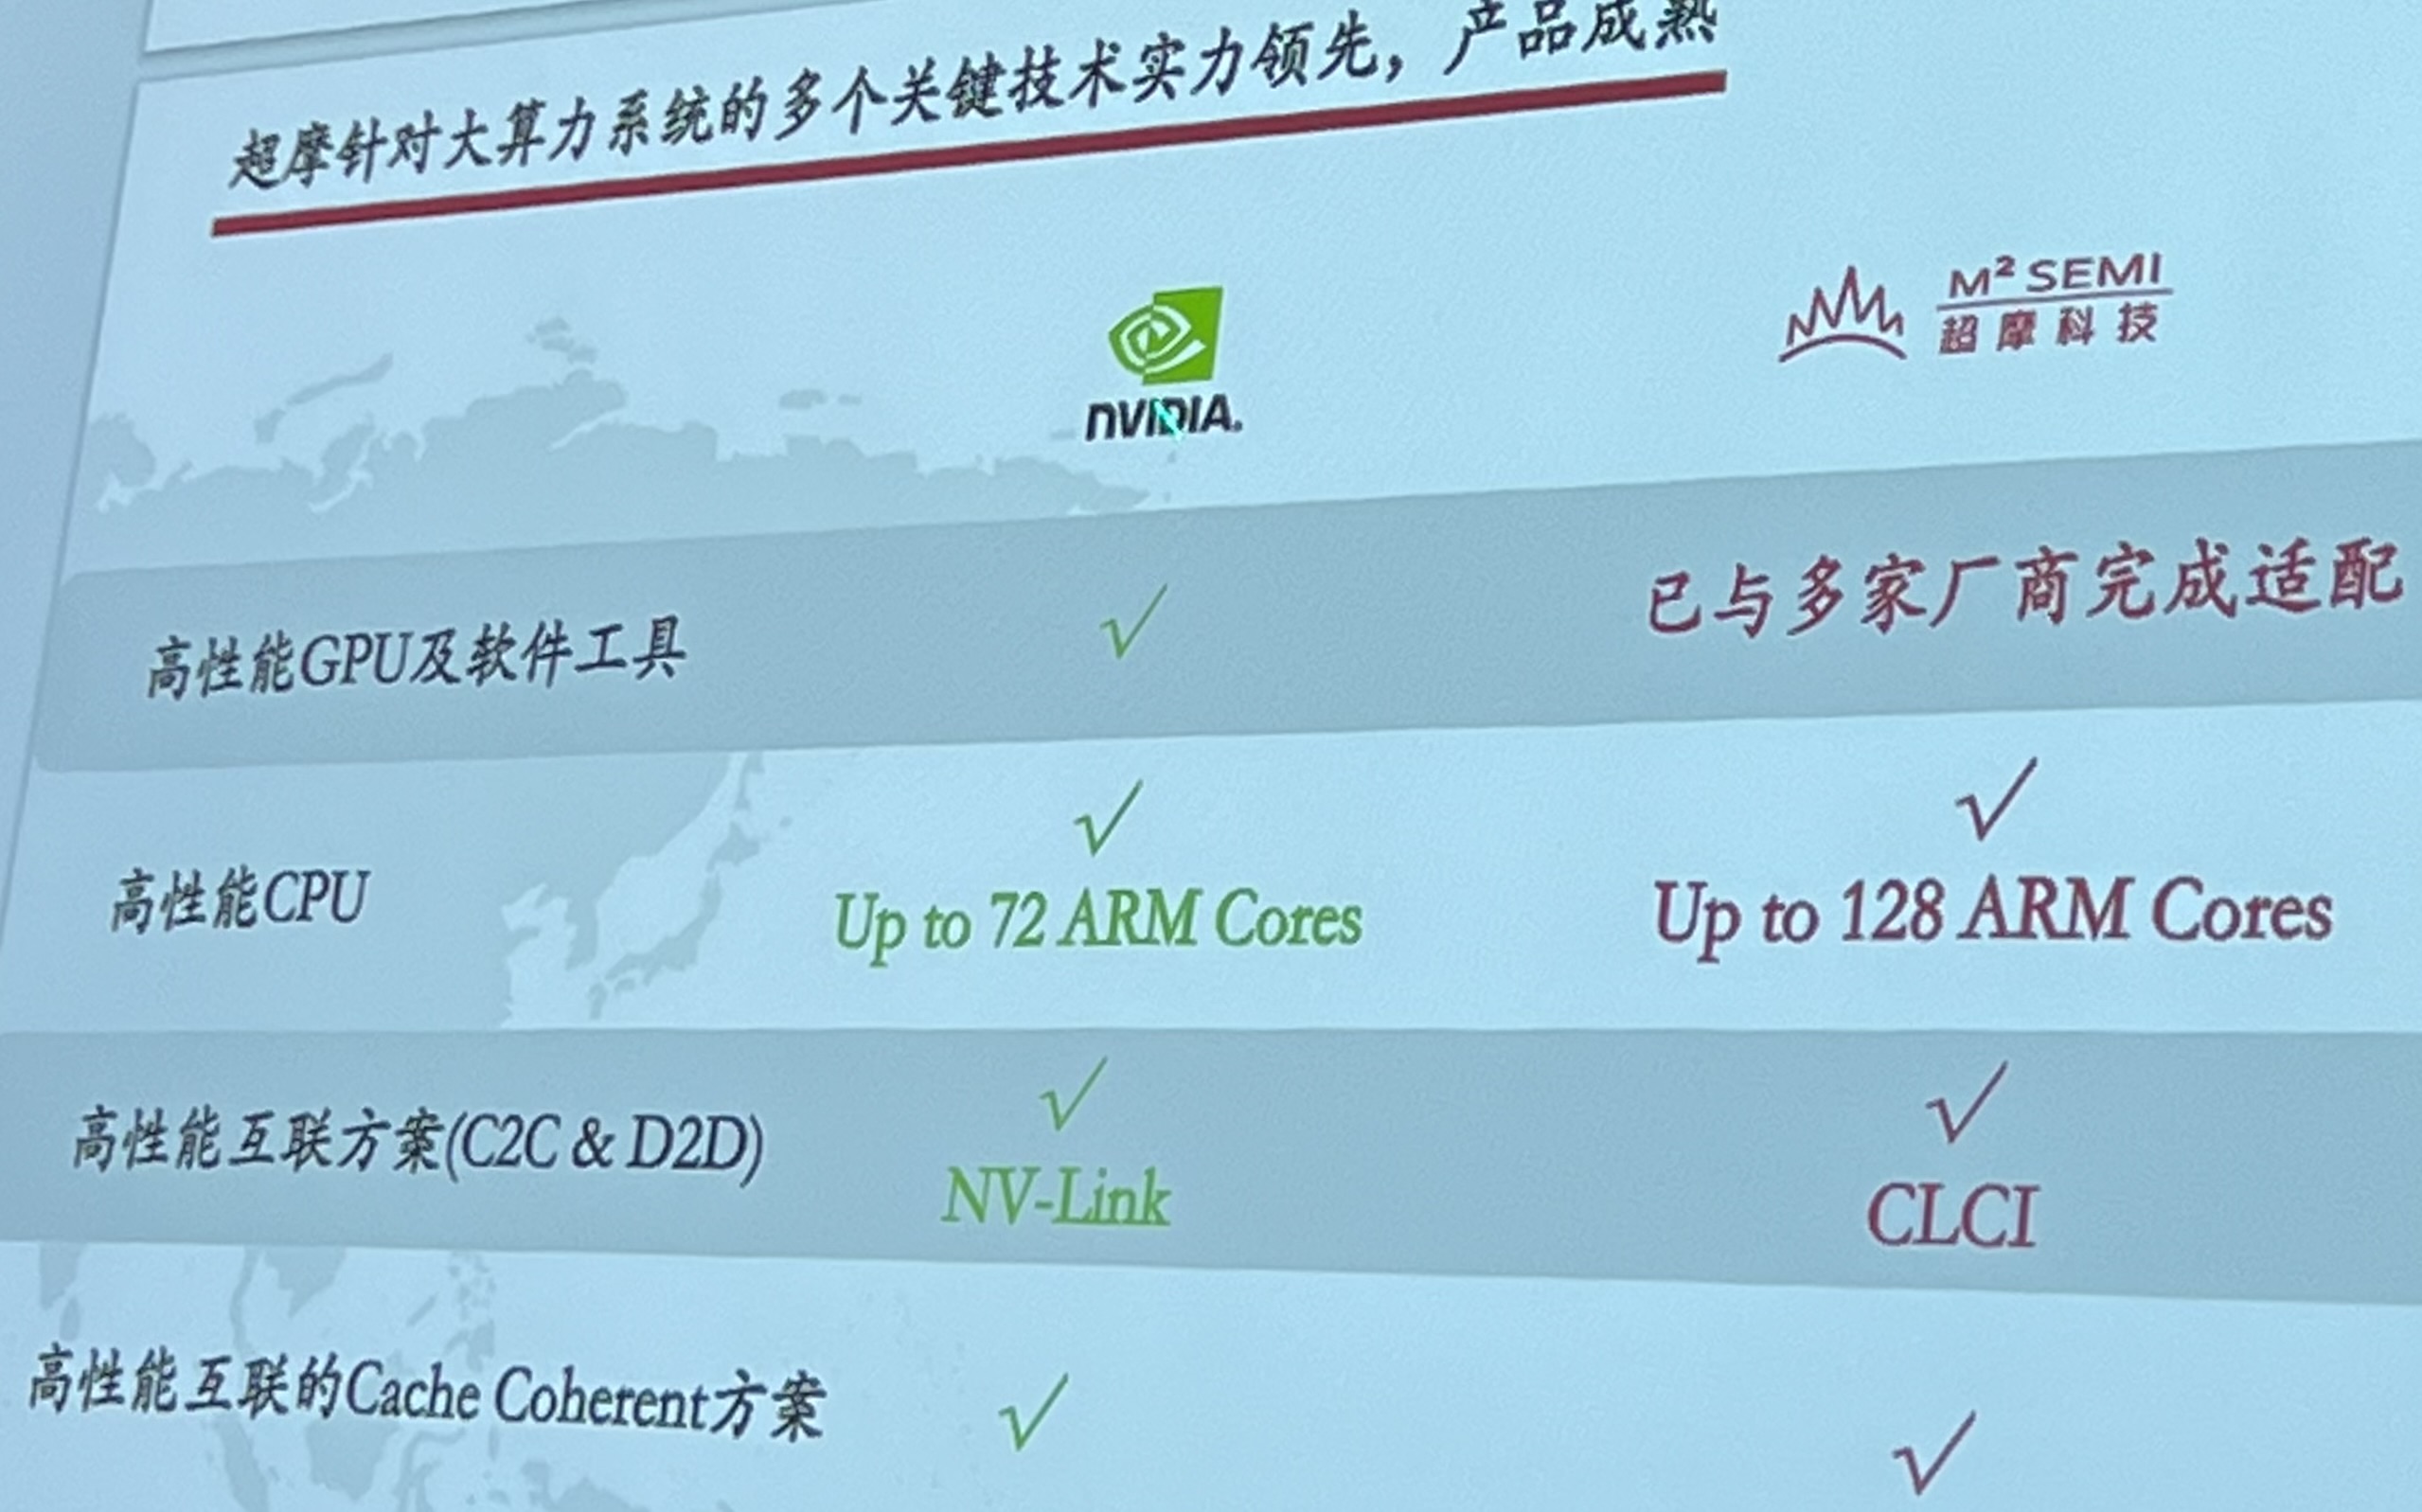 超摩针对大算力系统的多个关键技术实力领先，产品成熟
NVIDIA.
M² SEMI
超摩科技
高性能GPU及软件工具
√
已与多家厂商完成适配
高性能CPU
√
Up to 72 ARM Cores
√
Up to 128 ARM Cores
高性能互联方案(C2C & D2D)
√
NV-Link
√
CLCI
高性能互联的Cache Coherent方案
√
√